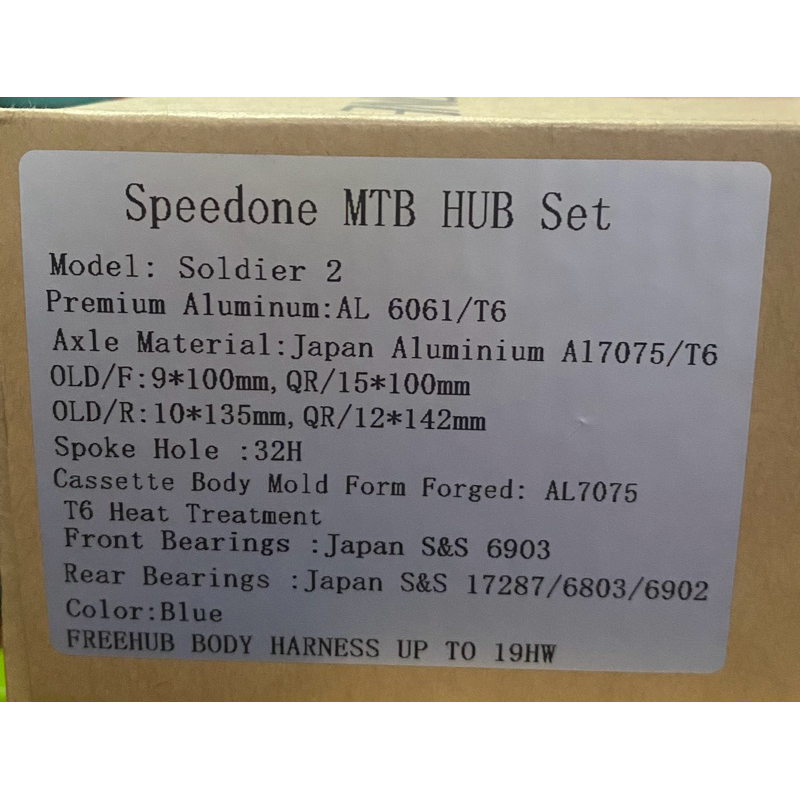 Speedone MTB HUB Set
Model: Soldier 2
Premium Aluminum:AL 6061/T6
Axle Material:Japan Aluminium Al7075/T6
OLD/F:9*100mm,QR/15*100mm
OLD/R:10*135mm,QR/12*142mm
Spoke Hole :32H
Cassette Body Mold Form Forged: AL7075
T6 Heat Treatment
Front Bearings :Japan S&S 6903
Rear Bearings :Japan S&S 17287/6803/6902
Color:Blue
FREEHUB BODY HARNESS UP TO 19HW